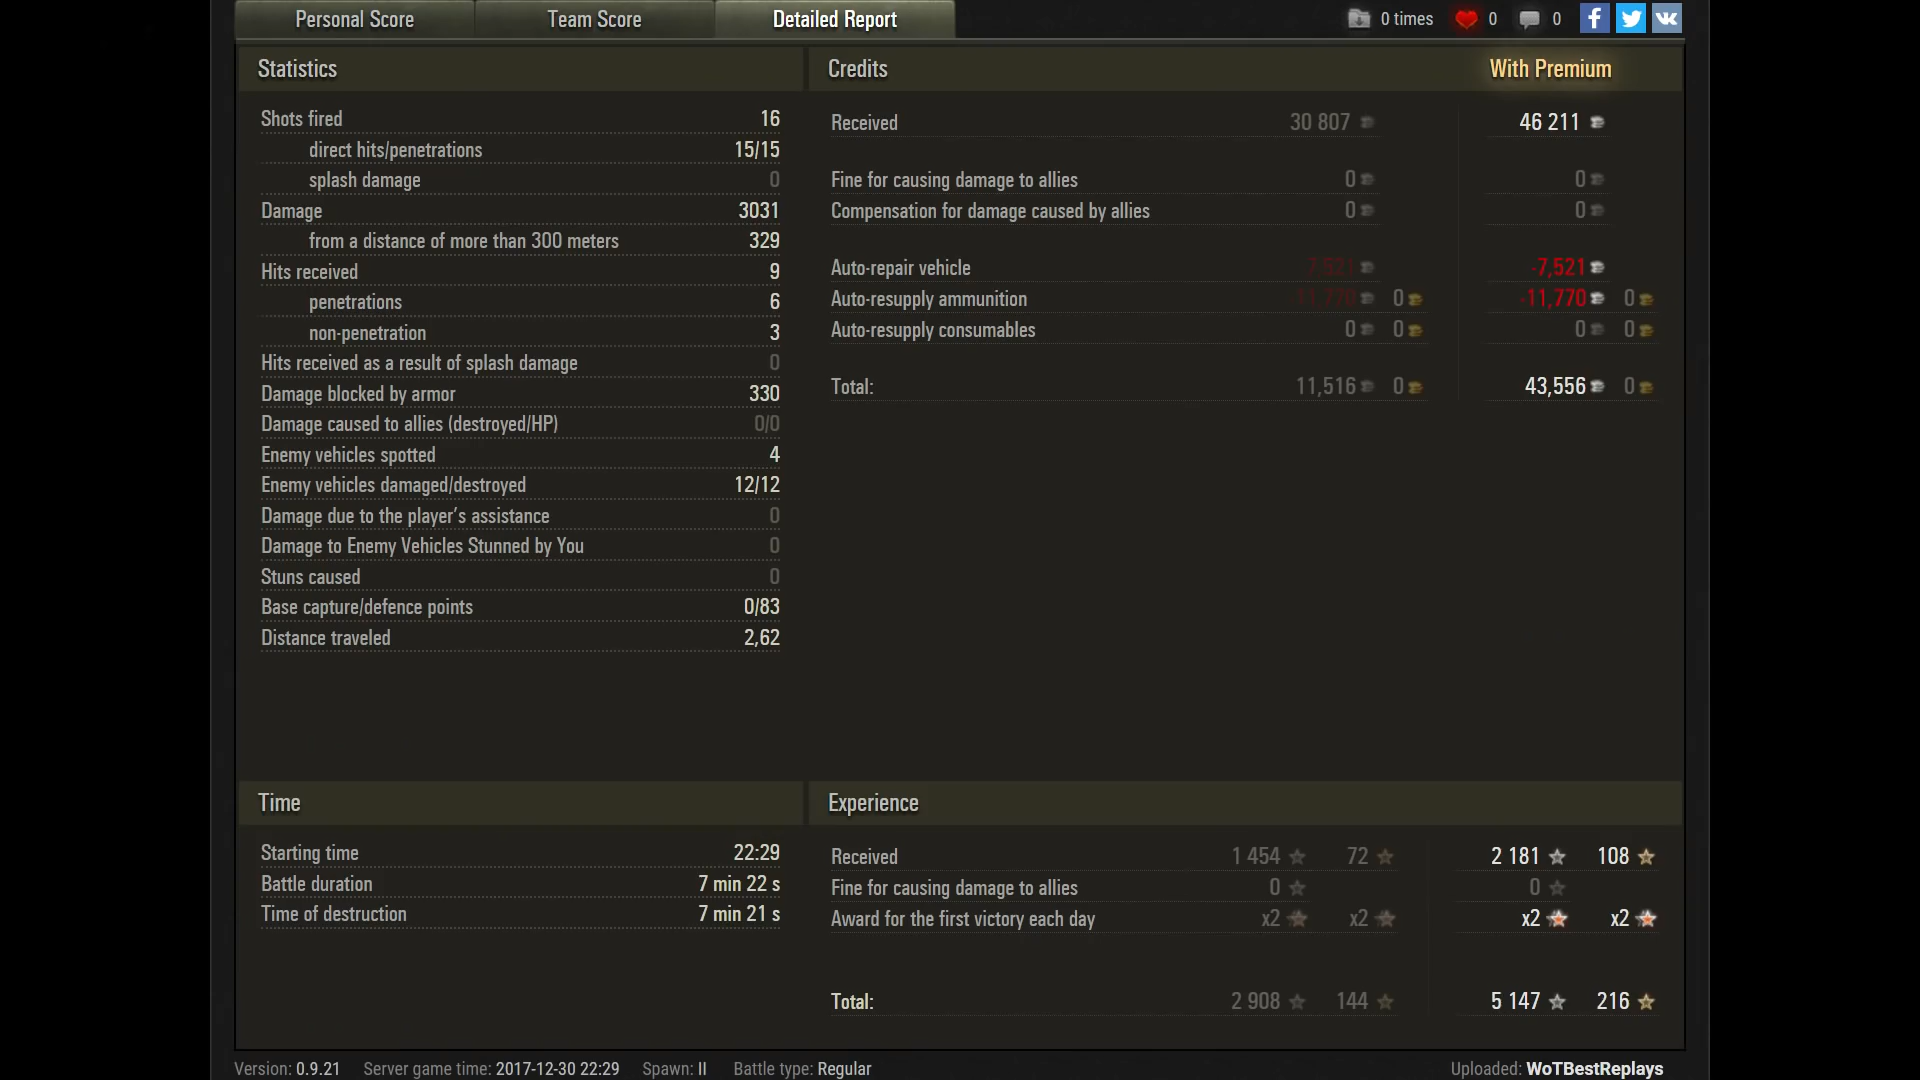 Personal Score Team Score Detailed Report 0 times 0 0
Statistics
Shots fired 16
direct hits/penetrations 15/15
splash damage 0
Damage 3031
from a distance of more than 300 meters 329
Hits received 9
penetrations 6
non-penetration 3
Hits received as a result of splash damage 0
Damage blocked by armor 330
Damage caused to allies (destroyed/HP) 0/0
Enemy vehicles spotted 4
Enemy vehicles damaged/destroyed 12/12
Damage due to the player's assistance 0
Damage to Enemy Vehicles Stunned by You 0
Stuns caused 0
Base capture/defence points 0/83
Distance traveled 2,62
Credits With Premium
Received 30 807 46 211
Fine for causing damage to allies 0 0
Compensation for damage caused by allies 0 0
Auto-repair vehicle -7,521 -7,521
Auto-resupply ammunition -11,770 0 -11,770 0
Auto-resupply consumables 0 0 0 0
Total: 11,516 0 43,556 0
Time
Starting time 22:29
Battle duration 7 min 22 s
Time of destruction 7 min 21 s
Experience
Received 1 454 72 2 181 108
Fine for causing damage to allies 0 0
Award for the first victory each day x2 x2 x2 x2
Total: 2 908 144 5 147 216
Version: 0.9.21 Server game time: 2017-12-30 22:29 Spawn: II Battle type: Regular Uploaded: WoTBestReplays